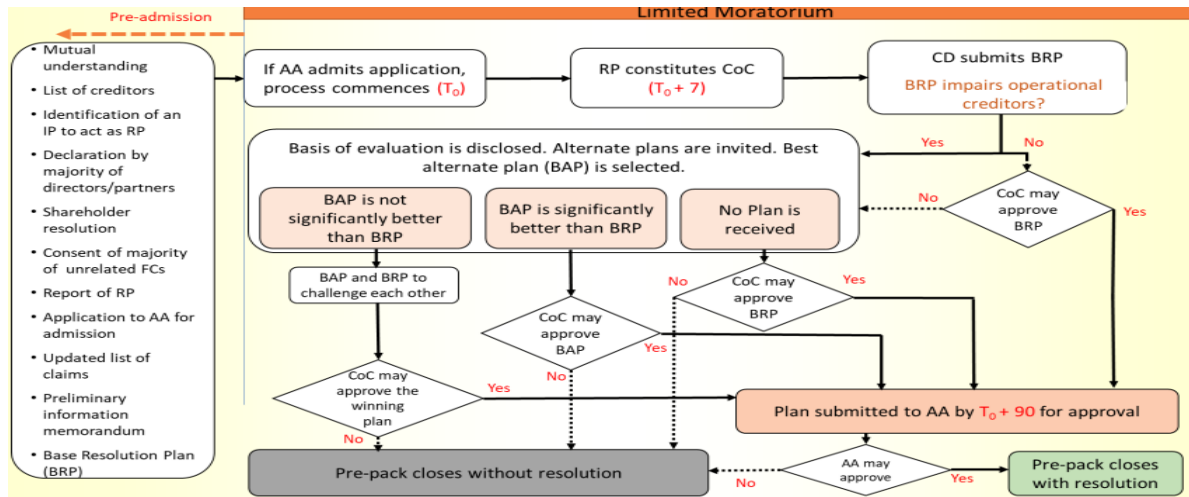 Pre-admission
Limited Moratorium
• Mutual
understanding
• List of creditors
• Identification of an
IP to act as RP
• Declaration by
majority of
directors/partners
• Shareholder
resolution
• Consent of majority
of unrelated FCs
• Report of RP
• Application to AA for
admission
• Updated list of
claims
• Preliminary
information
memorandum
• Base Resolution Plan
(BRP)
If AA admits application,
process commences (T₀)
RP constitutes CoC
(T₀ + 7)
CD submits BRP
BRP impairs operational
creditors?
Yes
No
Basis of evaluation is disclosed. Alternate plans are invited. Best
alternate plan (BAP) is selected.
BAP is not
significantly better
than BRP
BAP is significantly
better than BRP
No Plan is
received
No
CoC may
approve
BRP
Yes
BAP and BRP to
challenge each other
No
CoC may
approve
BRP
Yes
CoC may
approve
BAP
Yes
No
CoC may
approve the
winning
plan
Yes
No
Plan submitted to AA by T₀ + 90 for approval
Pre-pack closes without resolution
No
AA may
approve
Yes
Pre-pack closes
with resolution